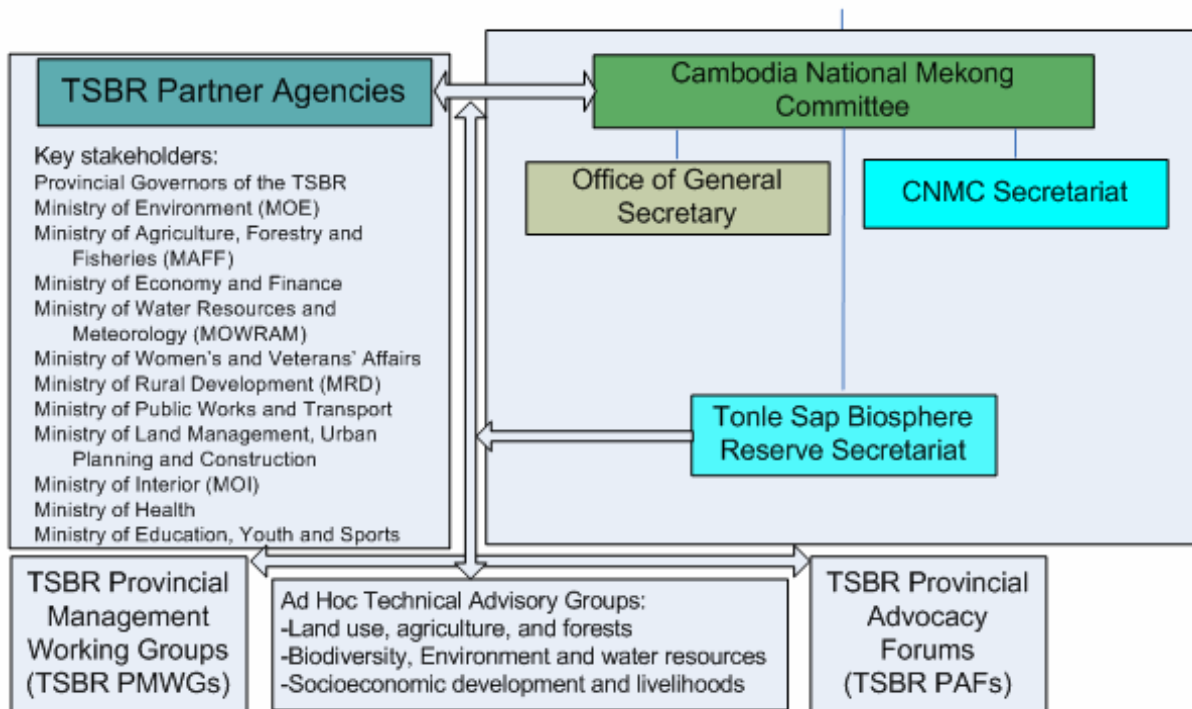 TSBR Partner Agencies
Key stakeholders:
Provincial Governors of the TSBR
Ministry of Environment (MOE)
Ministry of Agriculture, Forestry and
Fisheries (MAFF)
Ministry of Economy and Finance
Ministry of Water Resources and
Meteorology (MOWRAM)
Ministry of Women's and Veterans' Affairs
Ministry of Rural Development (MRD)
Ministry of Public Works and Transport
Ministry of Land Management, Urban
Planning and Construction
Ministry of Interior (MOI)
Ministry of Health
Ministry of Education, Youth and Sports
Cambodia National Mekong
Committee
Office of General
Secretary
CNMC Secretariat
Tonle Sap Biosphere
Reserve Secretariat
TSBR Provincial
Management
Working Groups
(TSBR PMWGs)
Ad Hoc Technical Advisory Groups:
-Land use, agriculture, and forests
-Biodiversity, Environment and water resources
-Socioeconomic development and livelihoods
TSBR Provincial
Advocacy
Forums
(TSBR PAFs)